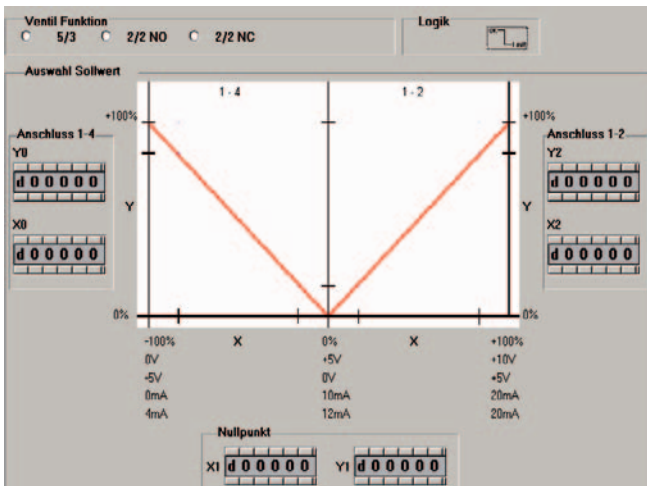 Ventil Funktion
5/3 2/2 NO 2/2 NC
Logik
Auswahl Sollwert
1 - 4 1 - 2
+100% +100%
Anschluss 1-4
Y0
d 0 0 0 0 0
X0
d 0 0 0 0 0
Anschluss 1-2
Y2
d 0 0 0 0 0
X2
d 0 0 0 0 0
Y Y
0% 0%
-100% X 0% X +100%
0V +5V +10V
-5V 0V +5V
0mA 10mA 20mA
4mA 12mA 20mA
Nullpunkt
X1 d 0 0 0 0 0 Y1 d 0 0 0 0 0